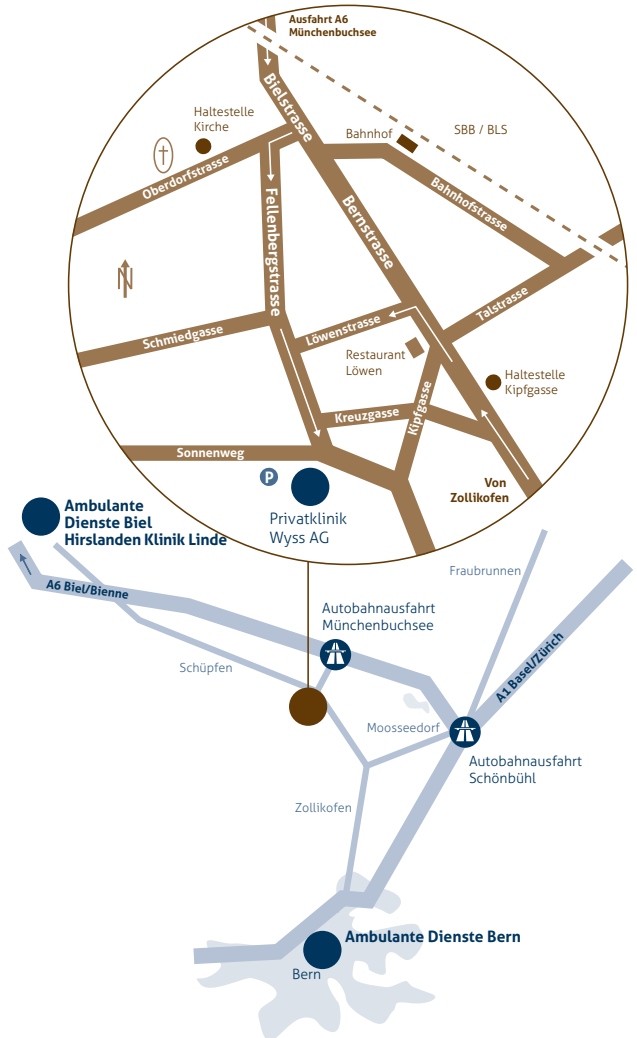 Ausfahrt A6
Münchenbuchsee
Bielstrasse
Haltestelle
Kirche
Bahnhof
SBB / BLS
Oberdorfstrasse
Bahnhofstrasse
Fellenbergstrasse
Bernstrasse
N
Talstrasse
Schmiedgasse
Löwenstrasse
Restaurant
Löwen
Haltestelle
Kipfgasse
Kipfgasse
Kreuzgasse
Sonnenweg
P
Von
Zollikofen
Privatklinik
Wyss AG
Ambulante
Dienste Biel
Hirslanden Klinik Linde
A6 Biel/Bienne
Fraubrunnen
Autobahnausfahrt
Münchenbuchsee
Schüpfen
A1 Basel/Zürich
Moosseedorf
Autobahnausfahrt
Schönbühl
Zollikofen
Ambulante Dienste Bern
Bern